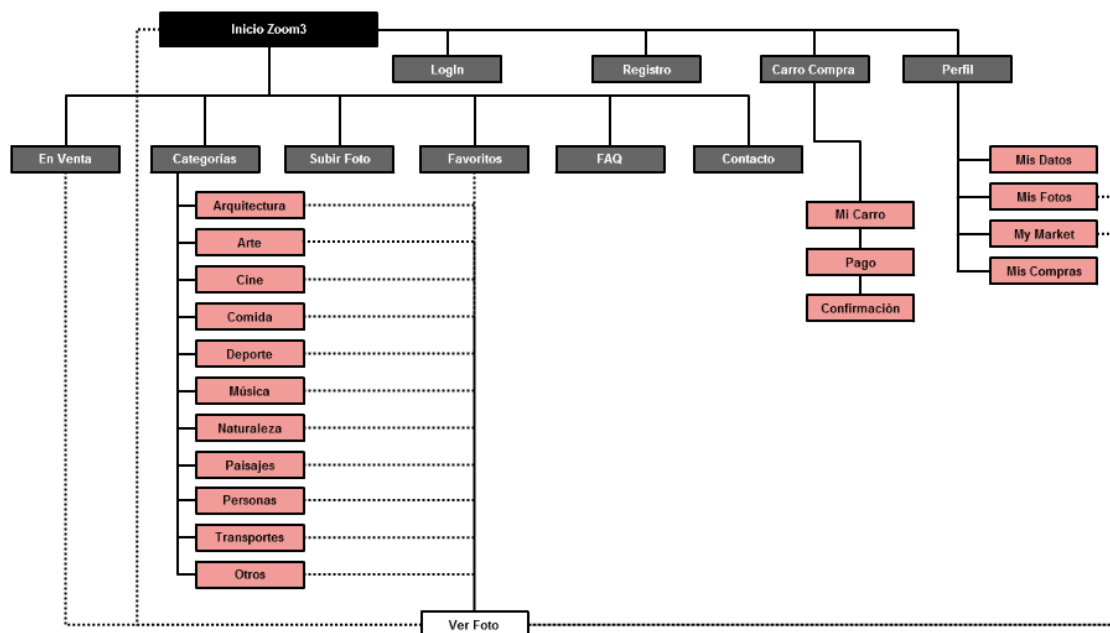 Inicio Zoom3
LogIn
Registro
Carro Compra
Perfil
En Venta
Categorías
Subir Foto
Favoritos
FAQ
Contacto
Arquitectura
Arte
Cine
Comida
Deporte
Música
Naturaleza
Paisajes
Personas
Transportes
Otros
Mi Carro
Pago
Confirmación
Mis Datos
Mis Fotos
My Market
Mis Compras
Ver Foto